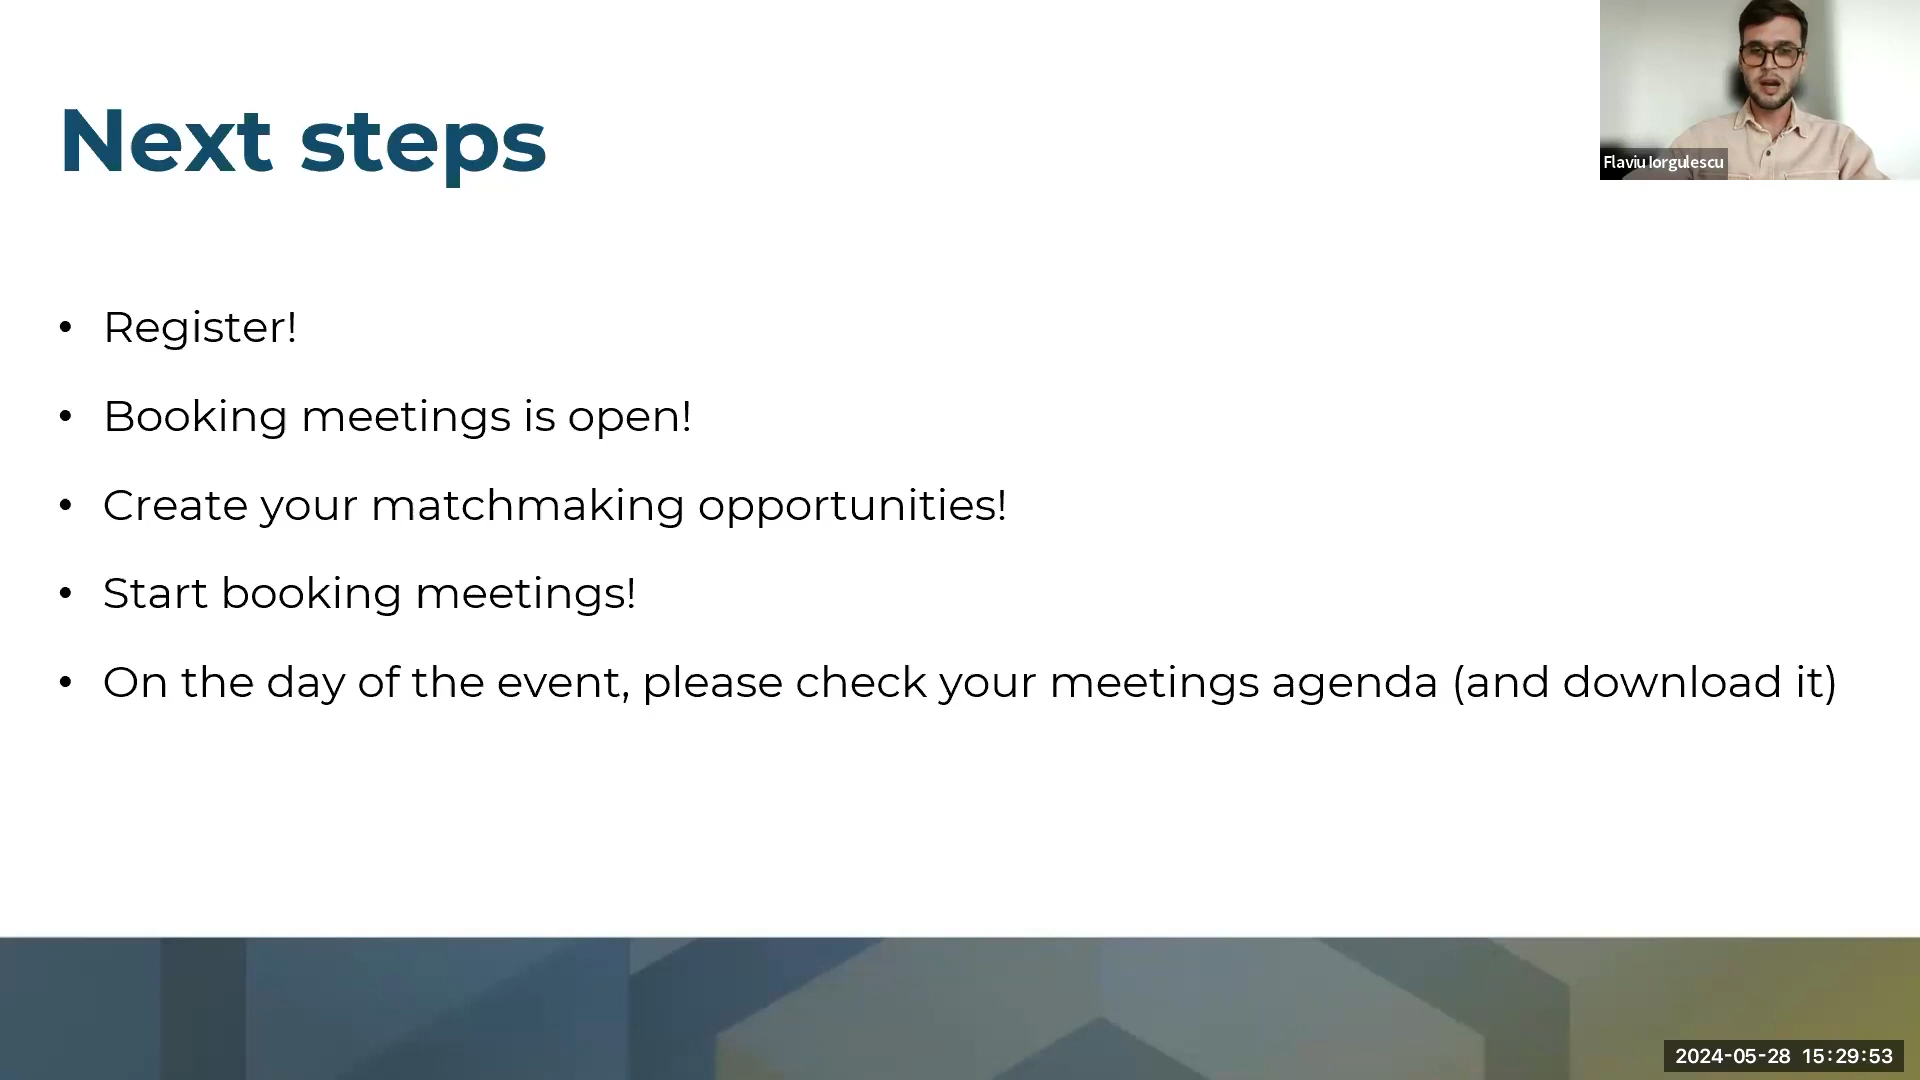 Next steps
Flaviu Iorgulescu
• Register!
• Booking meetings is open!
• Create your matchmaking opportunities!
• Start booking meetings!
• On the day of the event, please check your meetings agenda (and download it)
2024-05-28 15:29:53